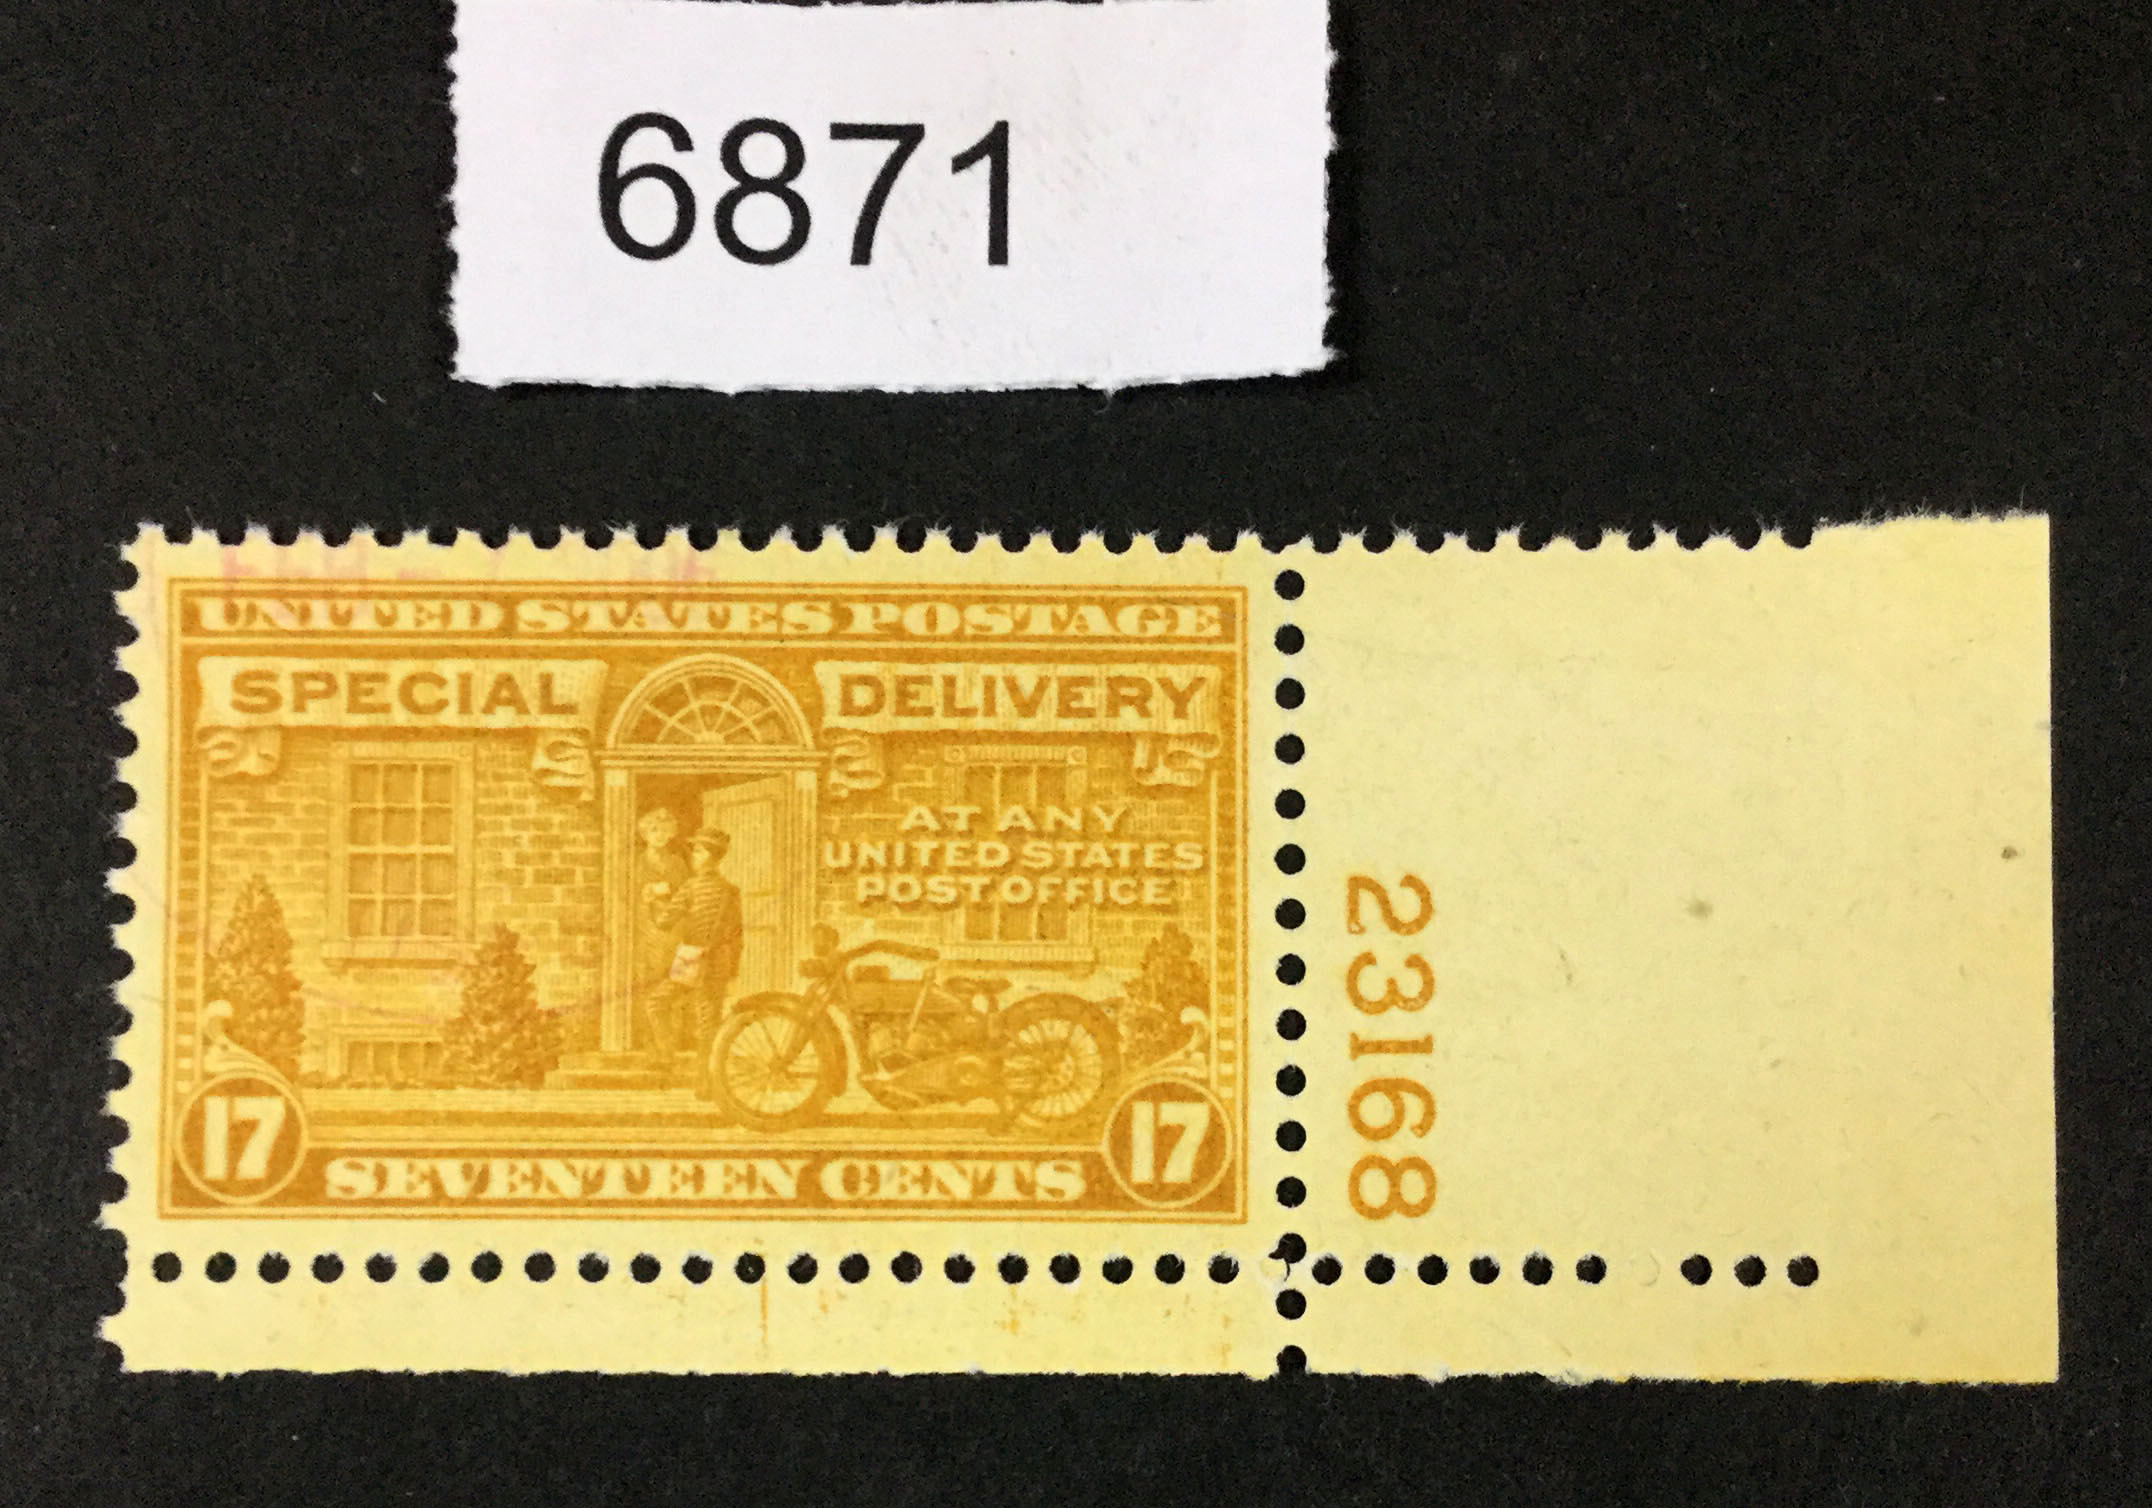 6871
UNITED STATES POSTAGE
SPECIAL DELIVERY
AT ANY
UNITED STATES
POST OFFICE
17 17
SEVENTEEN CENTS
23168